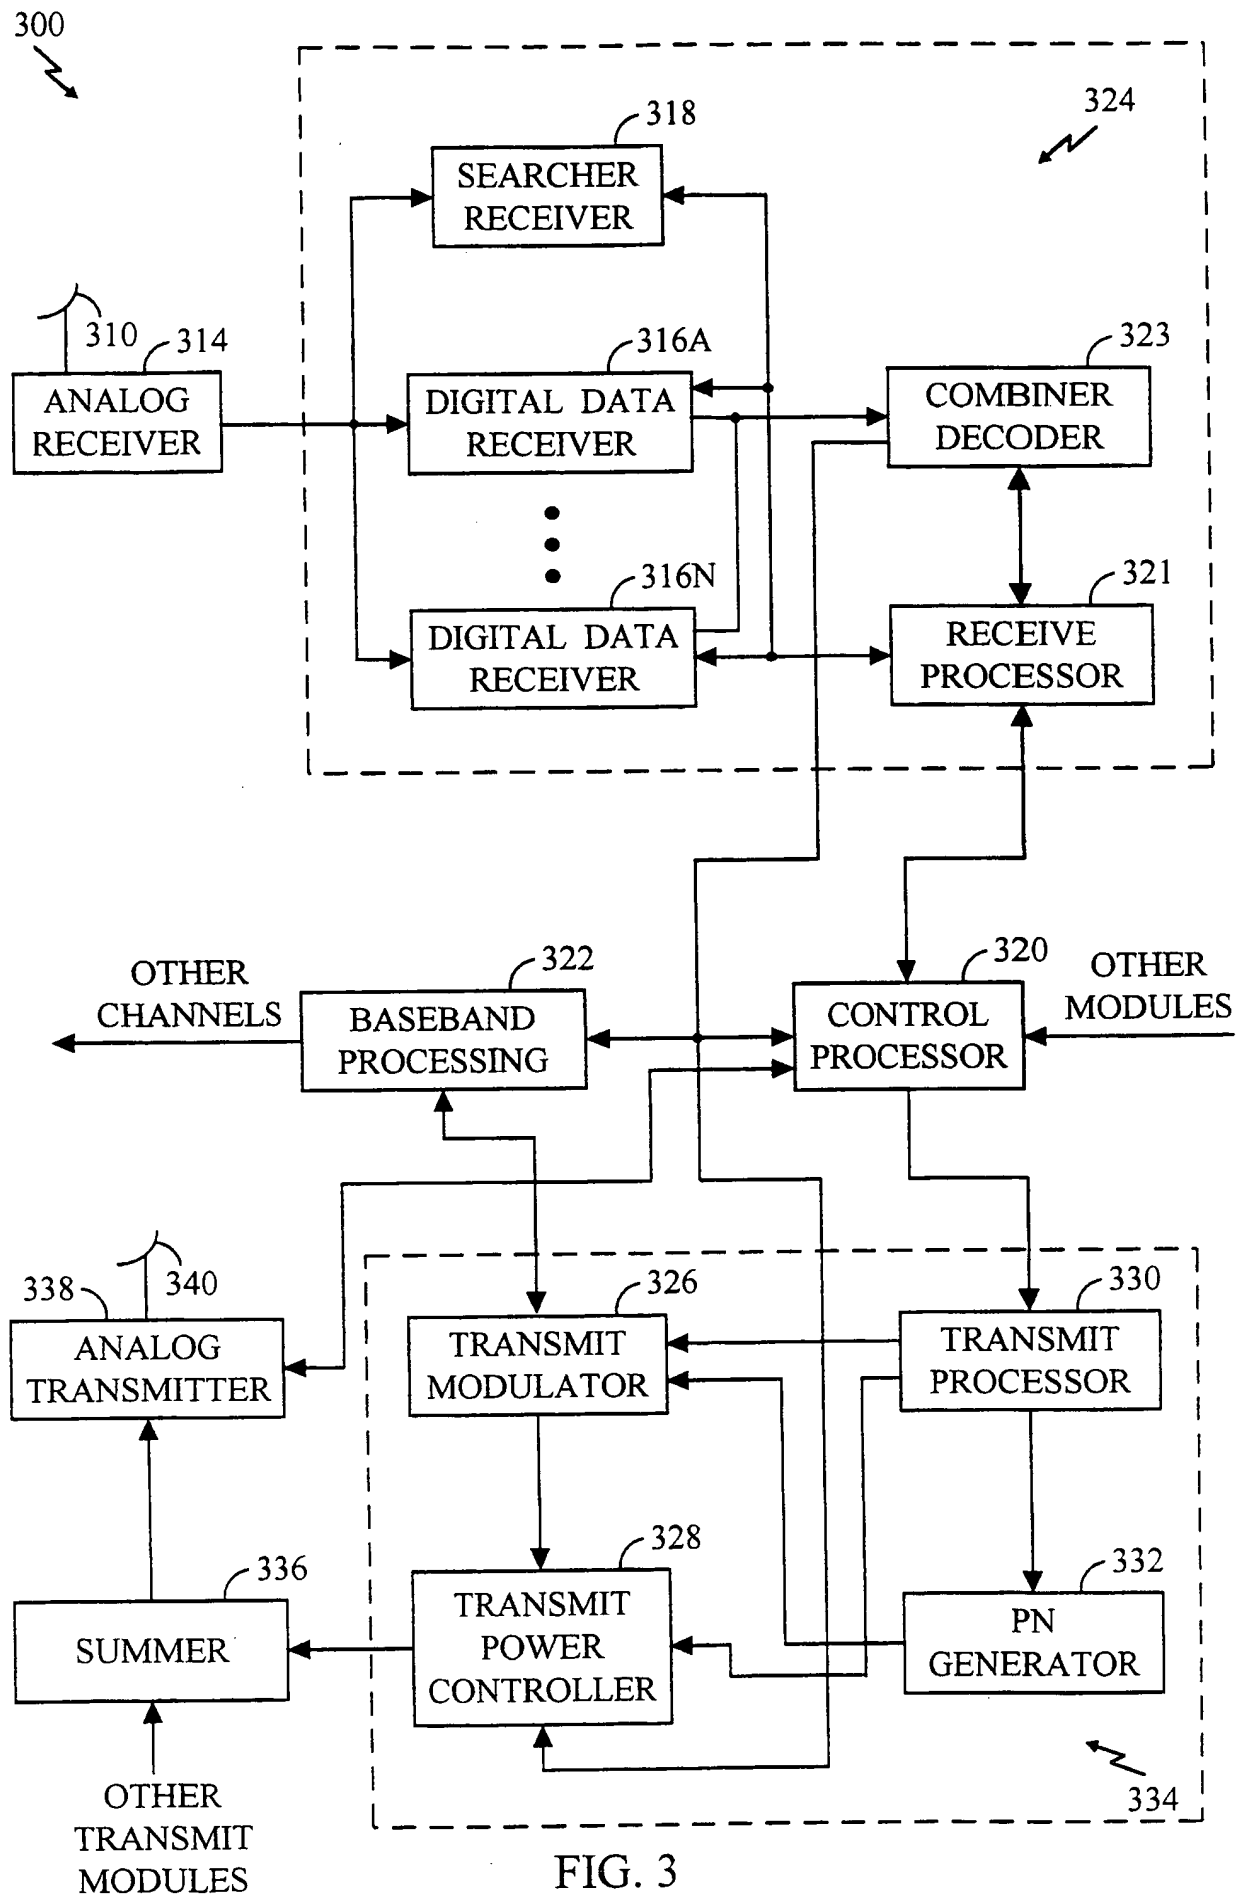 300
324
318
SEARCHER
RECEIVER
310
314
ANALOG
RECEIVER
316A
DIGITAL DATA
RECEIVER
323
COMBINER
DECODER
316N
DIGITAL DATA
RECEIVER
321
RECEIVE
PROCESSOR
OTHER
CHANNELS
322
BASEBAND
PROCESSING
320
CONTROL
PROCESSOR
OTHER
MODULES
338
340
ANALOG
TRANSMITTER
326
TRANSMIT
MODULATOR
330
TRANSMIT
PROCESSOR
336
SUMMER
328
TRANSMIT
POWER
CONTROLLER
332
PN
GENERATOR
334
OTHER
TRANSMIT
MODULES
FIG. 3